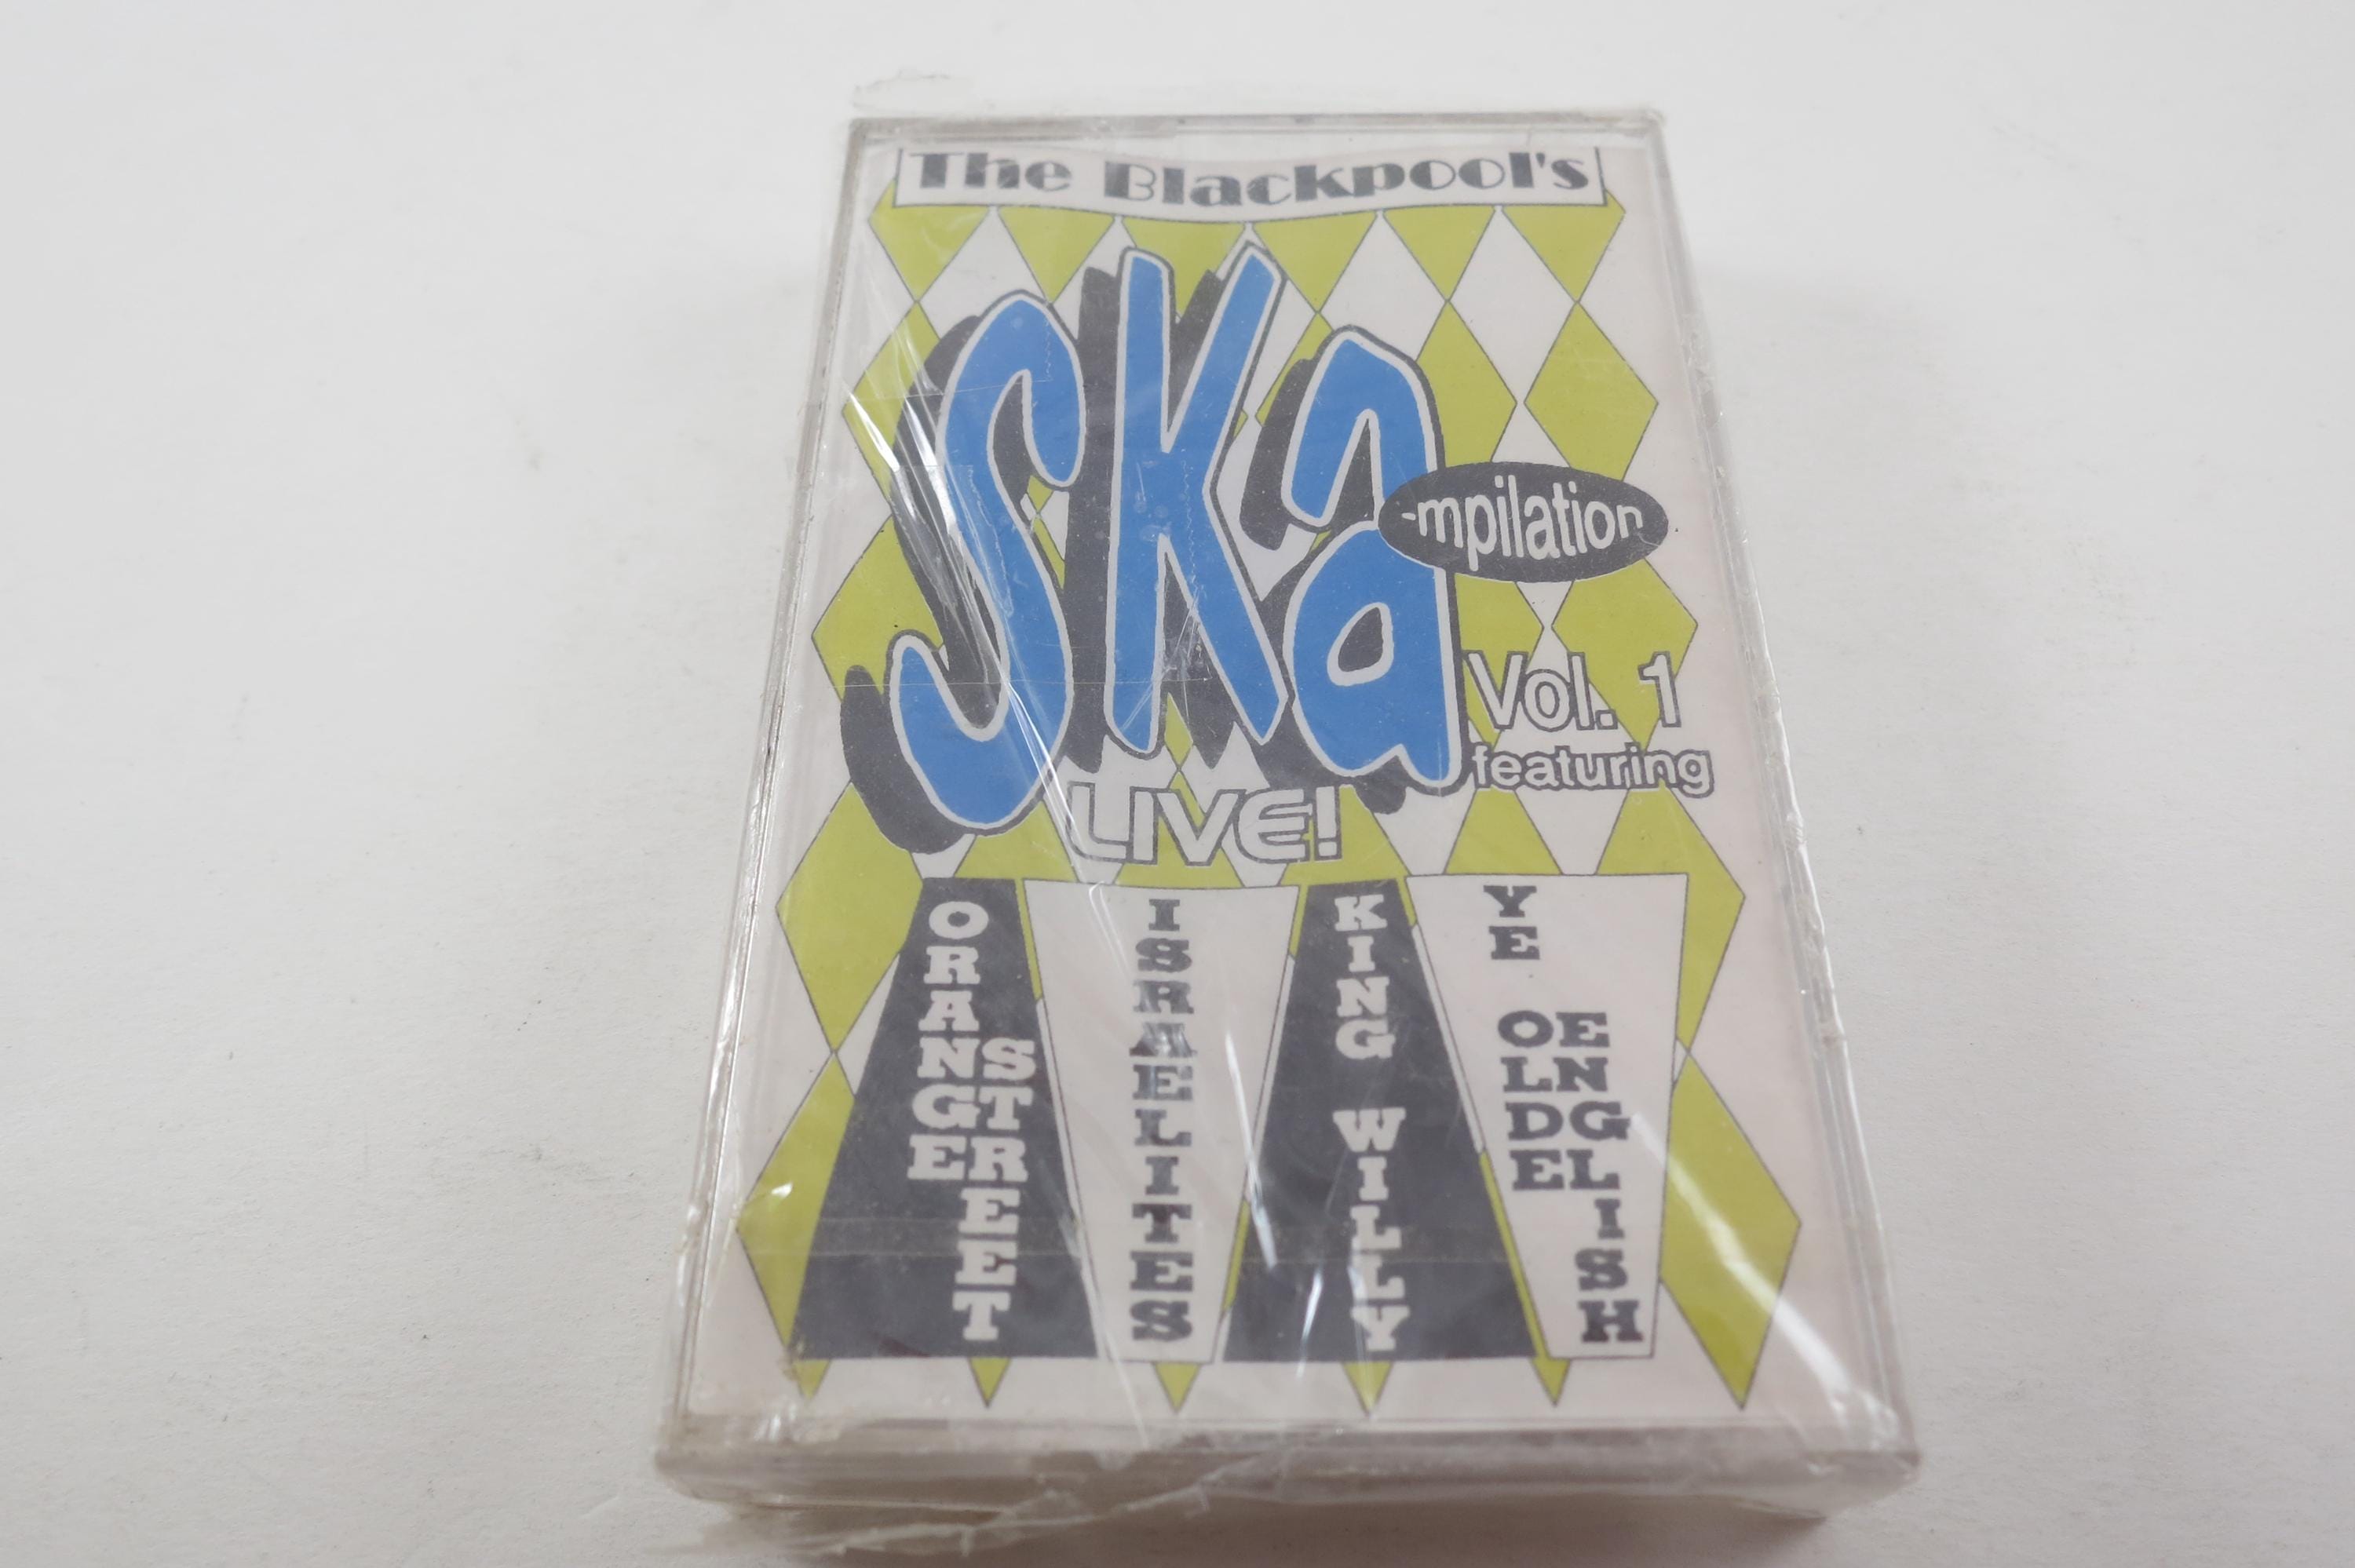 The Blackpool's
SKa
-mpilation
Vol. 1
featuring
LIVE!
ORANGE STREET
ISRAELITES
KING WILLY
YE OLDE ENGLISH